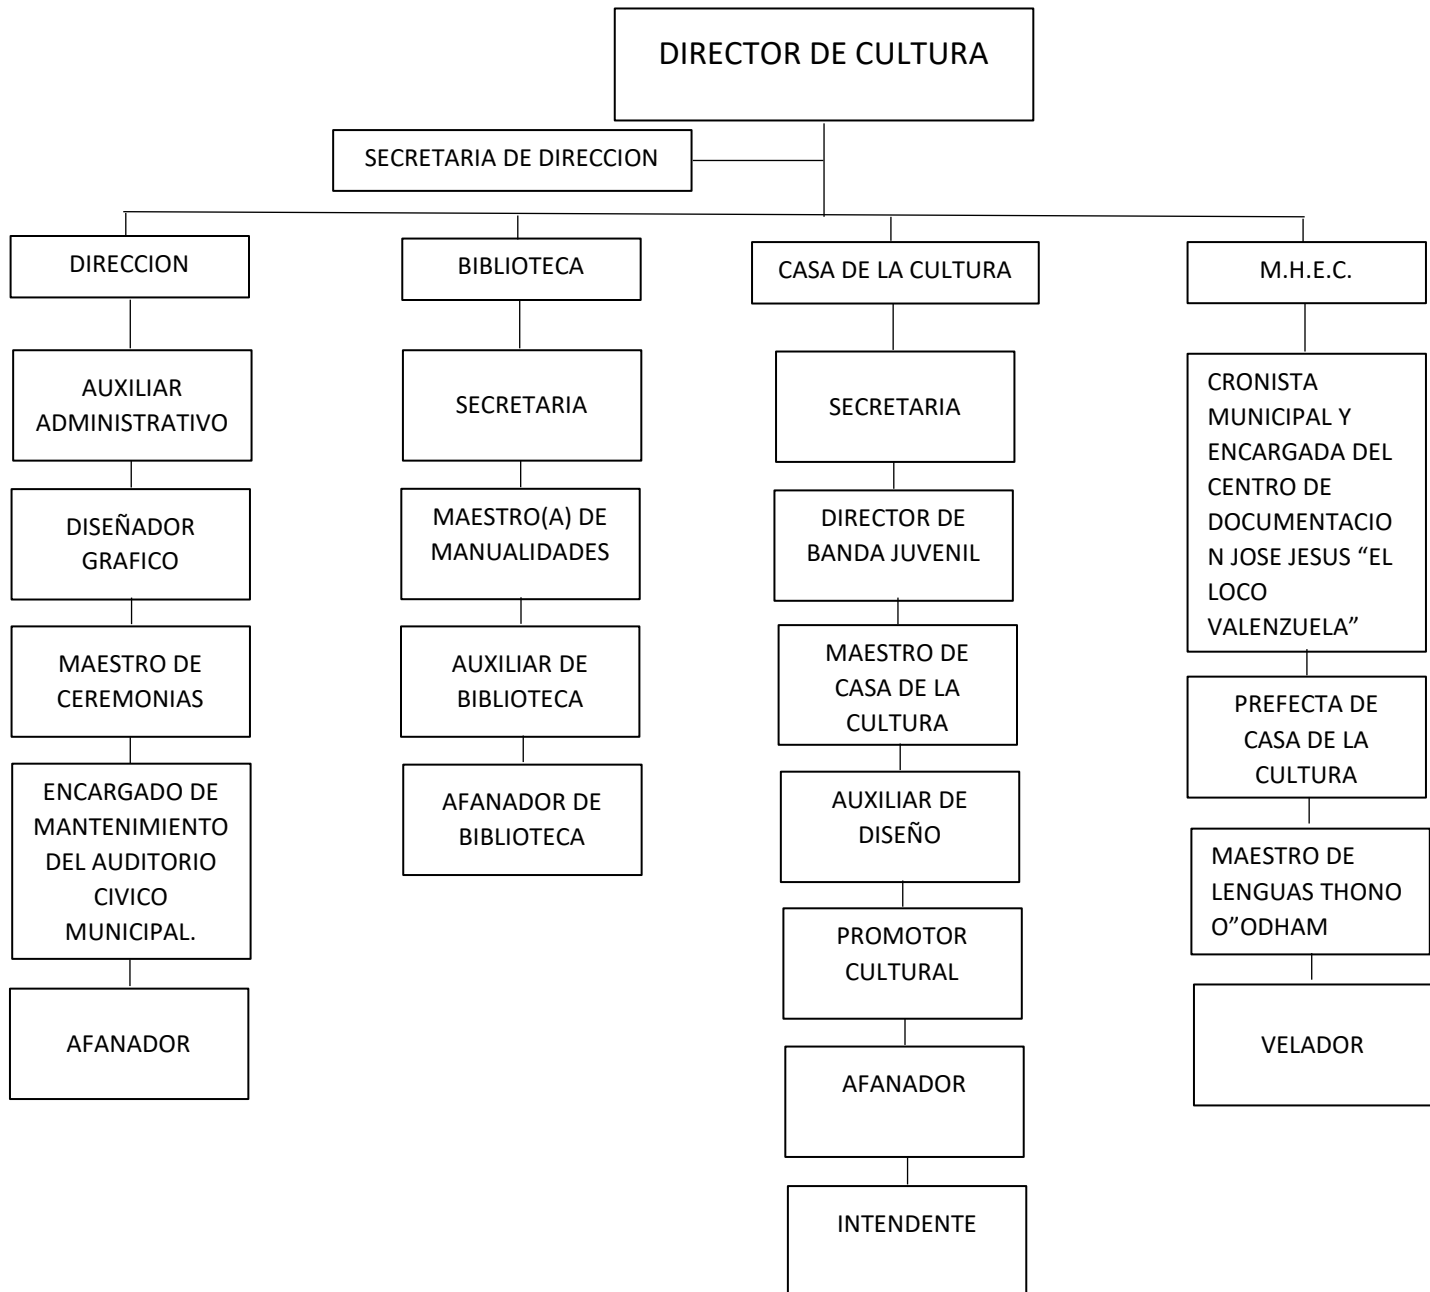 DIRECTOR DE CULTURA
SECRETARIA DE DIRECCION
DIRECCION
AUXILIAR
ADMINISTRATIVO
DISEÑADOR
GRAFICO
MAESTRO DE
CEREMONIAS
ENCARGADO DE
MANTENIMIENTO
DEL AUDITORIO
CIVICO
MUNICIPAL.
AFANADOR
BIBLIOTECA
SECRETARIA
MAESTRO(A) DE
MANUALIDADES
AUXILIAR DE
BIBLIOTECA
AFANADOR DE
BIBLIOTECA
CASA DE LA CULTURA
SECRETARIA
DIRECTOR DE
BANDA JUVENIL
MAESTRO DE
CASA DE LA
CULTURA
AUXILIAR DE
DISEÑO
PROMOTOR
CULTURAL
AFANADOR
INTENDENTE
M.H.E.C.
CRONISTA
MUNICIPAL Y
ENCARGADA DEL
CENTRO DE
DOCUMENTACIO
N JOSE JESUS “EL
LOCO
VALENZUELA”
PREFECTA DE
CASA DE LA
CULTURA
MAESTRO DE
LENGUAS THONO
O”ODHAM
VELADOR